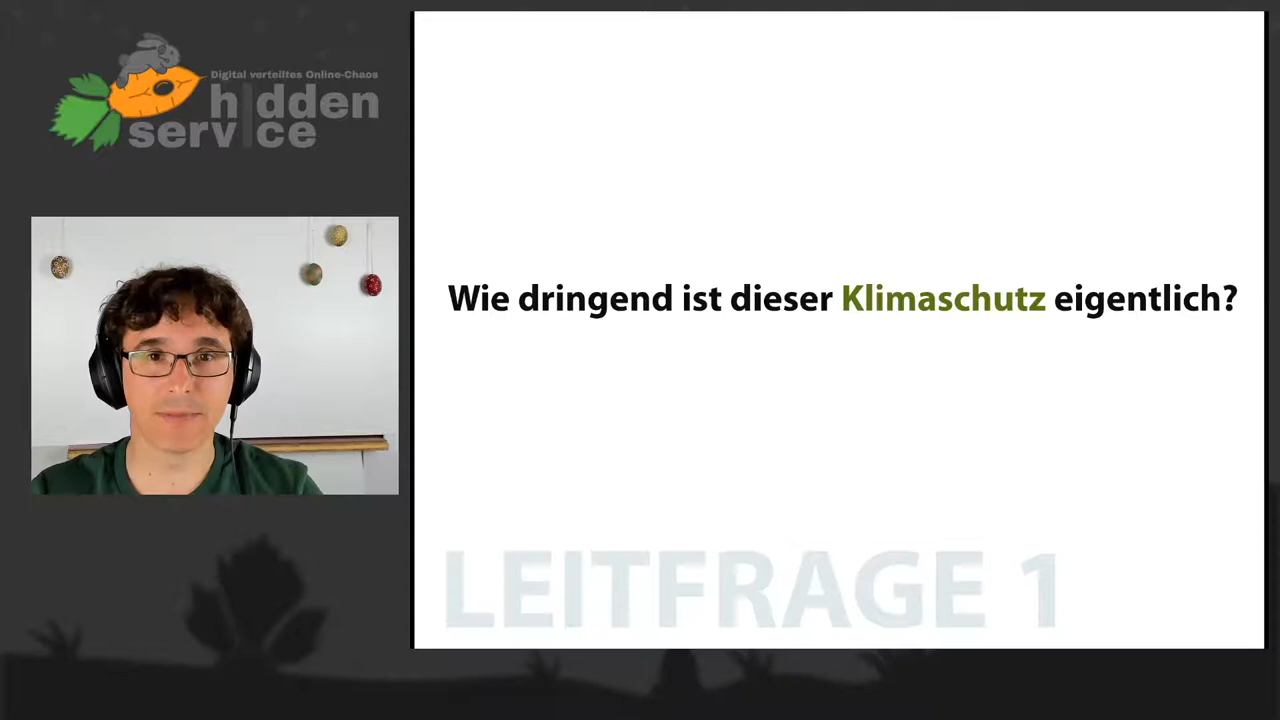 Digital verteiltes Online-Chaos
hidden
service
Wie dringend ist dieser Klimaschutz eigentlich?
LEITFRAGE 1